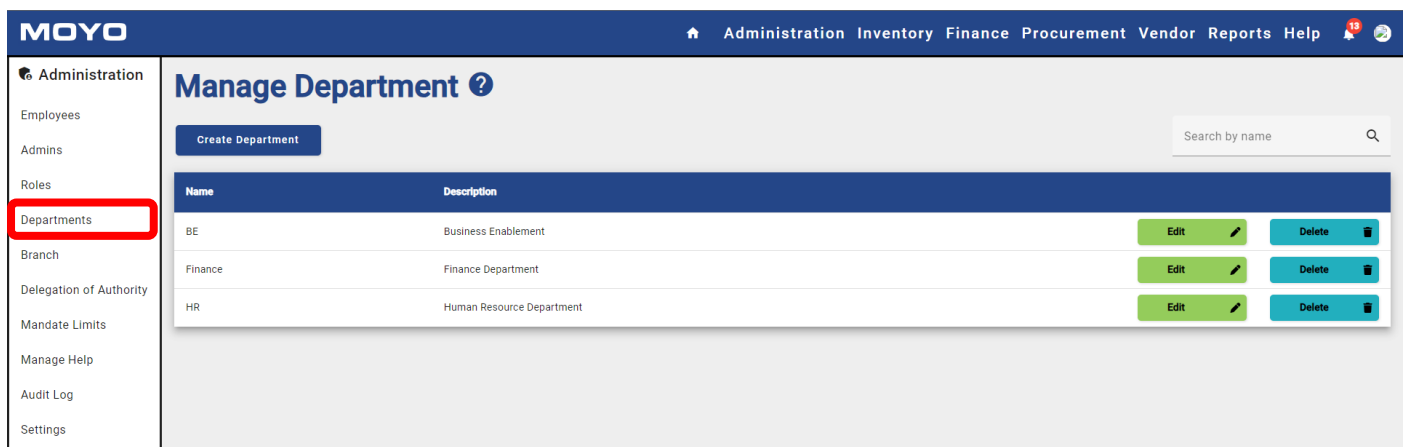 MOYO
Administration Inventory Finance Procurement Vendor Reports Help 13
Administration
Employees
Admins
Roles
Departments
Branch
Delegation of Authority
Mandate Limits
Manage Help
Audit Log
Settings
Manage Department ?
Create Department
Search by name
Name Description
BE Business Enablement Edit Delete
Finance Finance Department Edit Delete
HR Human Resource Department Edit Delete